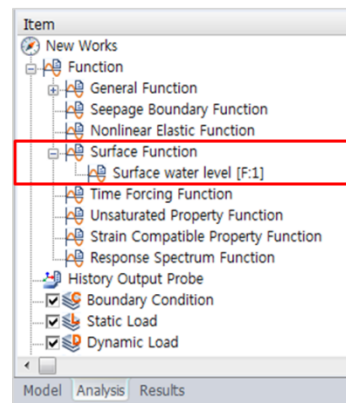 Item
New Works
Function
General Function
Seepage Boundary Function
Nonlinear Elastic Function
Surface Function
Surface water level [F:1]
Time Forcing Function
Unsaturated Property Function
Strain Compatible Property Function
Response Spectrum Function
History Output Probe
Boundary Condition
Static Load
Dynamic Load
Model Analysis Results